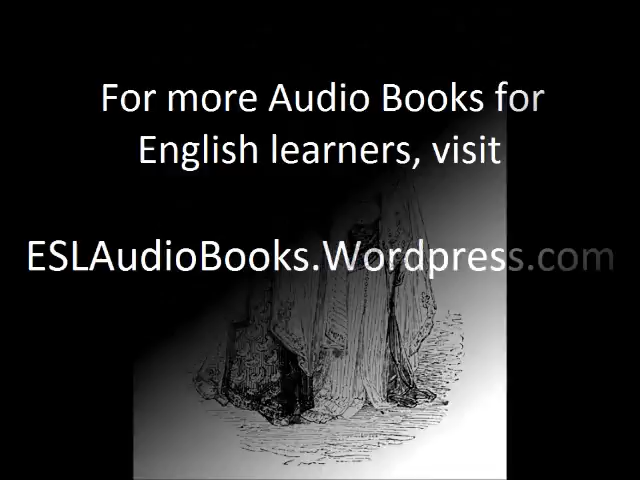 For more Audio Books for
English learners, visit
ESLAudioBooks.Wordpress.com